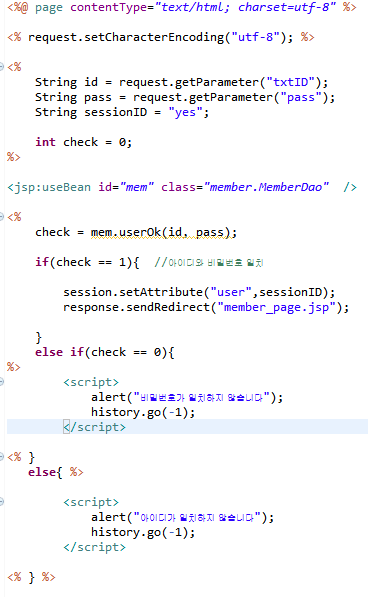 <%@ page contentType="text/html; charset=utf-8" %>
<% request.setCharacterEncoding("utf-8"); %>
<%
String id = request.getParameter("txtID");
String pass = request.getParameter("pass");
String sessionID = "yes";
int check = 0;
%>
<jsp:useBean id="mem" class="member.MemberDao" />
<%
check = mem.userOk(id, pass);
if(check == 1){ //아이디와 비밀번호 일치
session.setAttribute("user",sessionID);
response.sendRedirect("member_page.jsp");
}
else if(check == 0){
%>
<script>
alert("비밀번호가 일치하지 않습니다");
history.go(-1);
</script>
<% }
else{ %>
<script>
alert("아이디가 일치하지 않습니다");
history.go(-1);
</script>
<% } %>